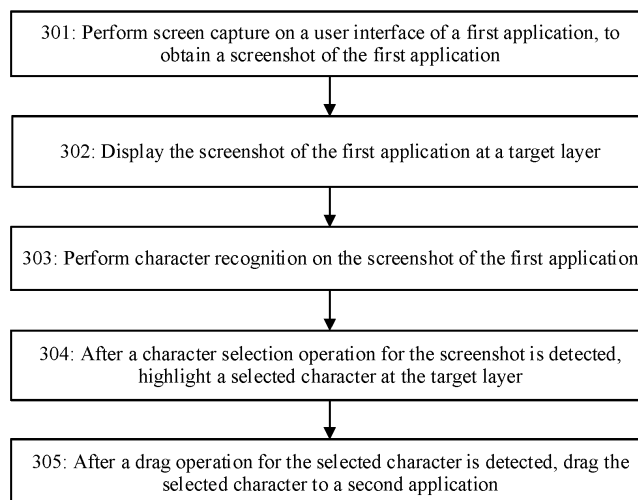 301: Perform screen capture on a user interface of a first application, to
obtain a screenshot of the first application
302: Display the screenshot of the first application at a target layer
303: Perform character recognition on the screenshot of the first application
304: After a character selection operation for the screenshot is detected,
highlight a selected character at the target layer
305: After a drag operation for the selected character is detected, drag the
selected character to a second application